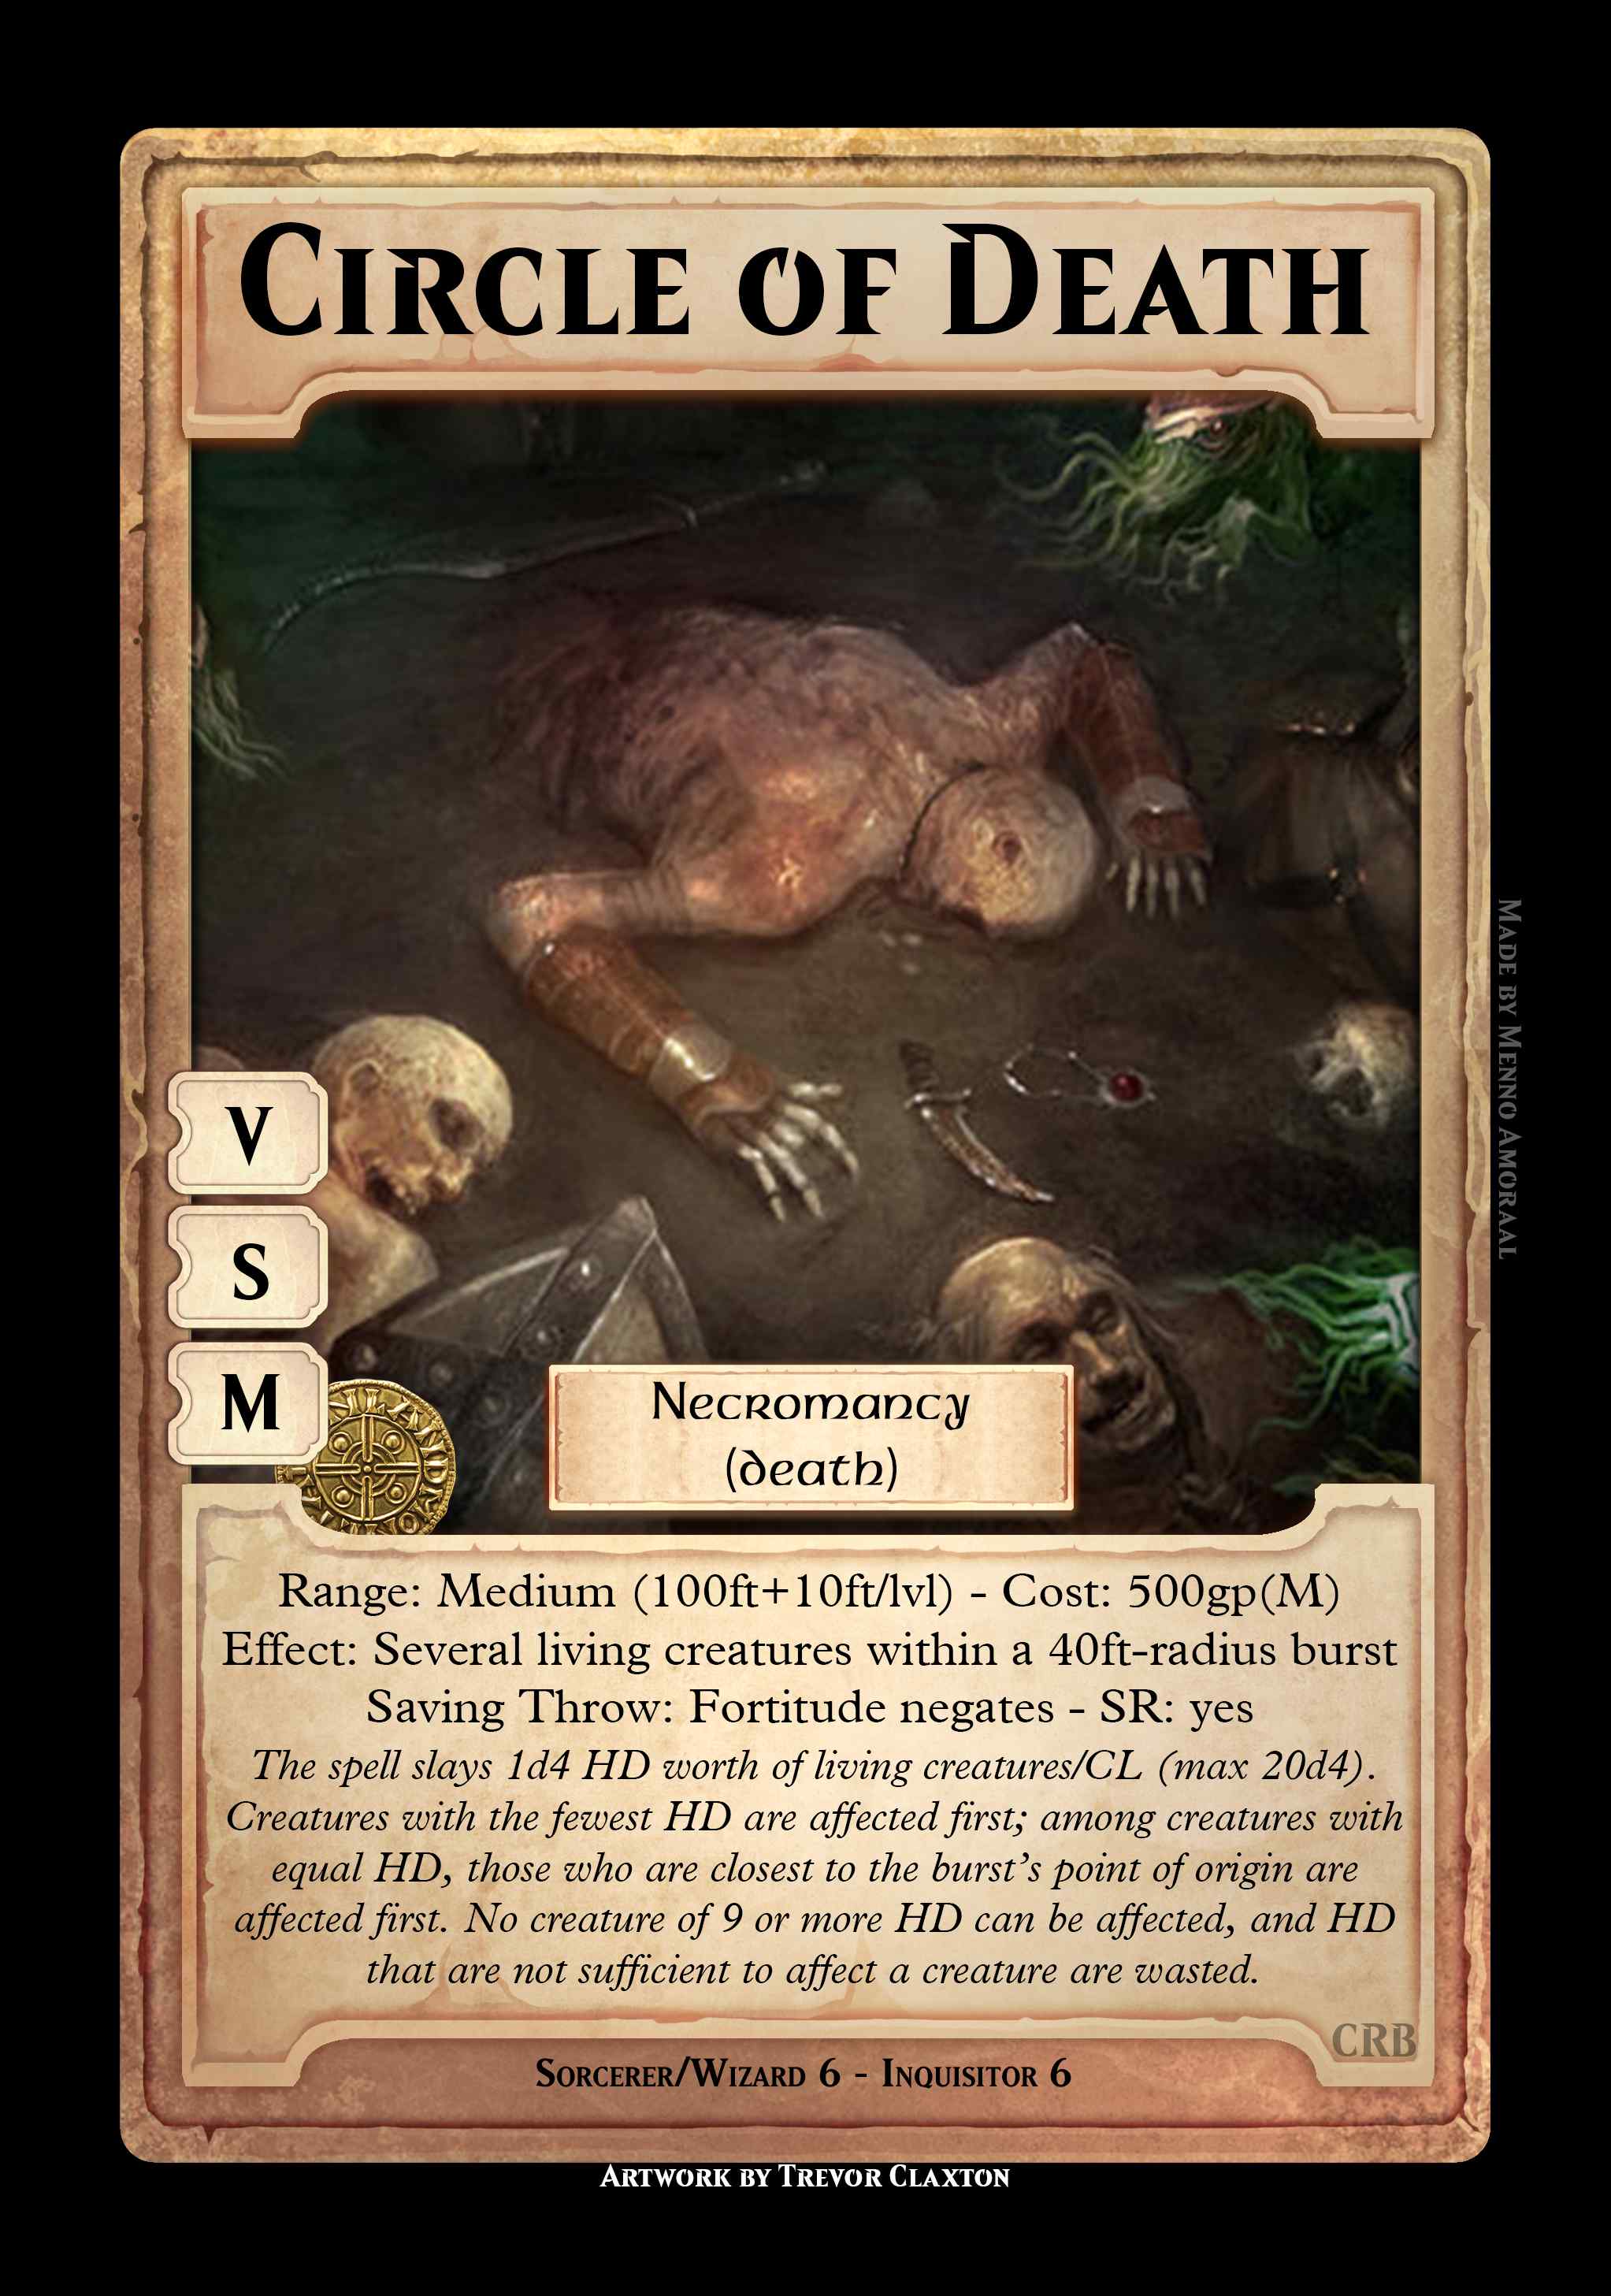 Circle of Death
V
S
M
Necromancy
(death)
Range: Medium (100ft+10ft/lvl) - Cost: 500gp(M)
Effect: Several living creatures within a 40ft-radius burst
Saving Throw: Fortitude negates - SR: yes
The spell slays 1d4 HD worth of living creatures/CL (max 20d4).
Creatures with the fewest HD are affected first; among creatures with
equal HD, those who are closest to the burst's point of origin are
affected first. No creature of 9 or more HD can be affected, and HD
that are not sufficient to affect a creature are wasted.
CRB
Sorcerer/Wizard 6 - Inquisitor 6
Artwork by Trevor Claxton
Made by Menno Amoraal